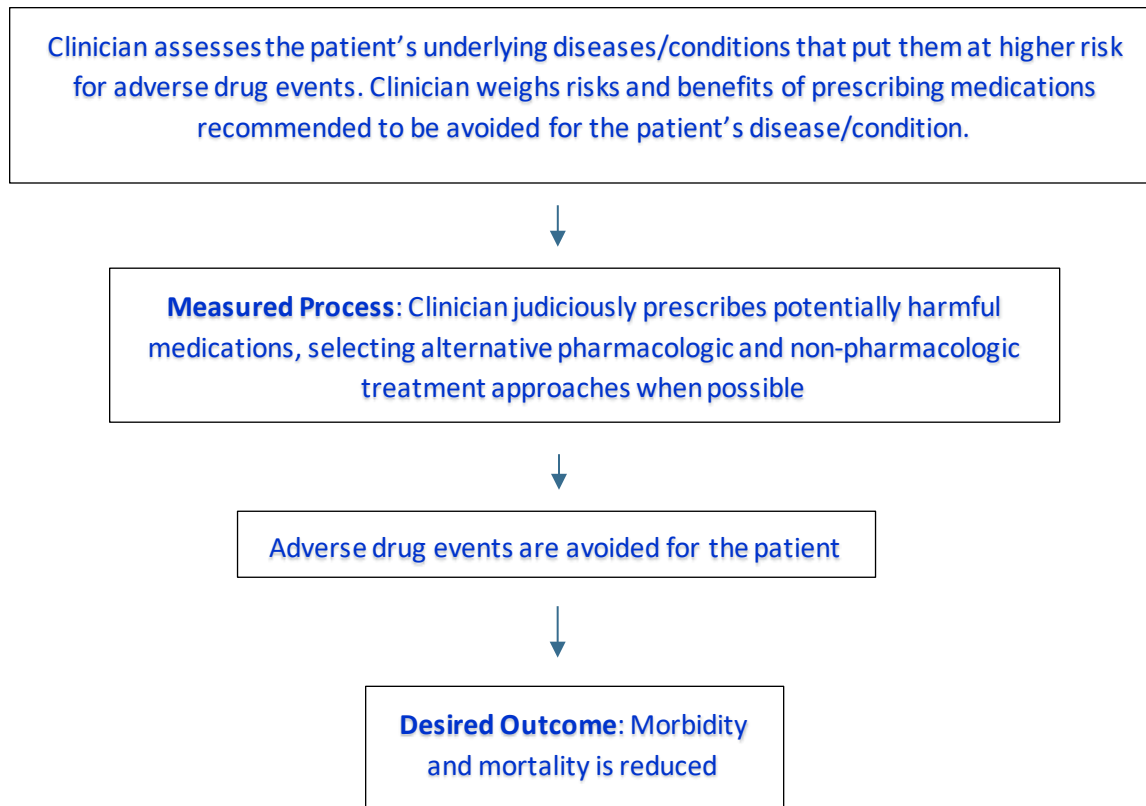 Clinician assesses the patient’s underlying diseases/conditions that put them at higher risk
for adverse drug events. Clinician weighs risks and benefits of prescribing medications
recommended to be avoided for the patient’s disease/condition.
Measured Process: Clinician judiciously prescribes potentially harmful
medications, selecting alternative pharmacologic and non-pharmacologic
treatment approaches when possible
Adverse drug events are avoided for the patient
Desired Outcome: Morbidity
and mortality is reduced